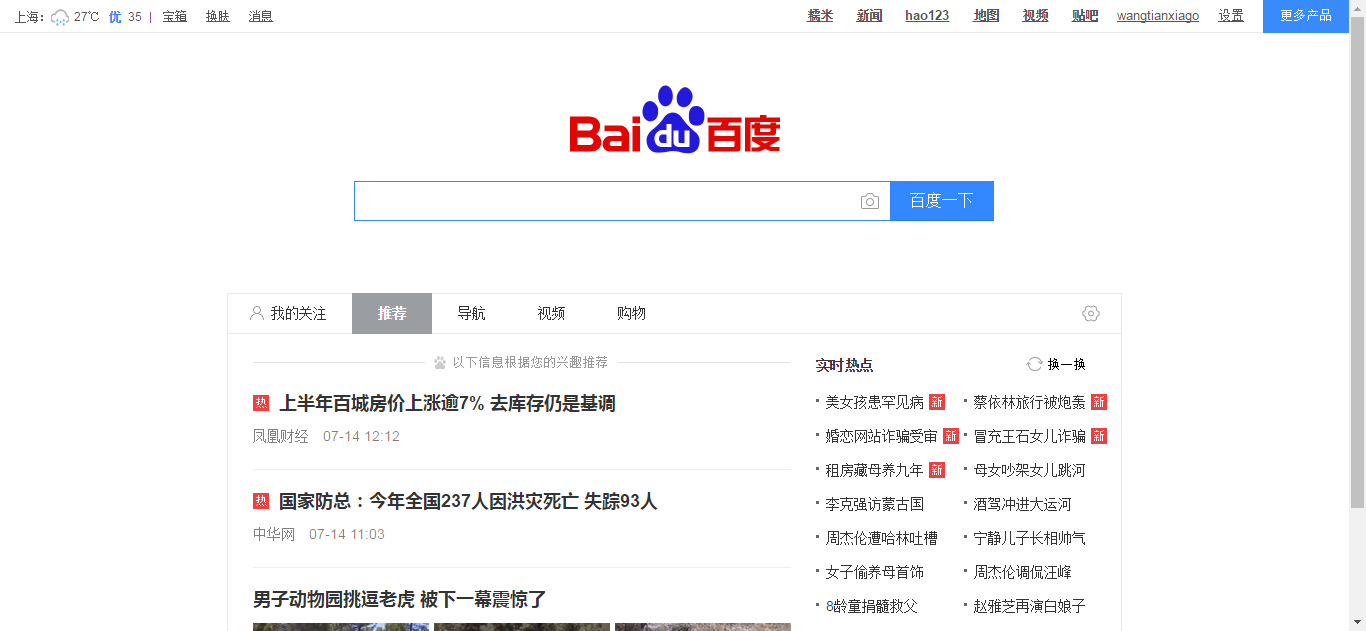 上海： 27℃ 优 35 | 宝箱 换肤 消息 糯米 新闻 hao123 地图 视频 贴吧 wangtianxiago 设置 更多产品
Baidu百度
百度一下
我的关注 推荐 导航 视频 购物
以下信息根据您的兴趣推荐
热 上半年百城房价上涨逾7% 去库存仍是基调
凤凰财经 07-14 12:12
热 国家防总：今年全国237人因洪灾死亡 失踪93人
中华网 07-14 11:03
男子动物园挑逗老虎 被下一幕震惊了
实时热点 换一换
美女孩患罕见病 新 蔡依林旅行被炮轰 新
婚恋网站诈骗受审 新 冒充王石女儿诈骗 新
租房藏母养九年 新 母女吵架女儿跳河
李克强访蒙古国 酒驾冲进大运河
周杰伦遭哈林吐槽 宁静儿子长相帅气
女子偷养母首饰 周杰伦调侃汪峰
8龄童捐髓救父 赵雅芝再演白娘子